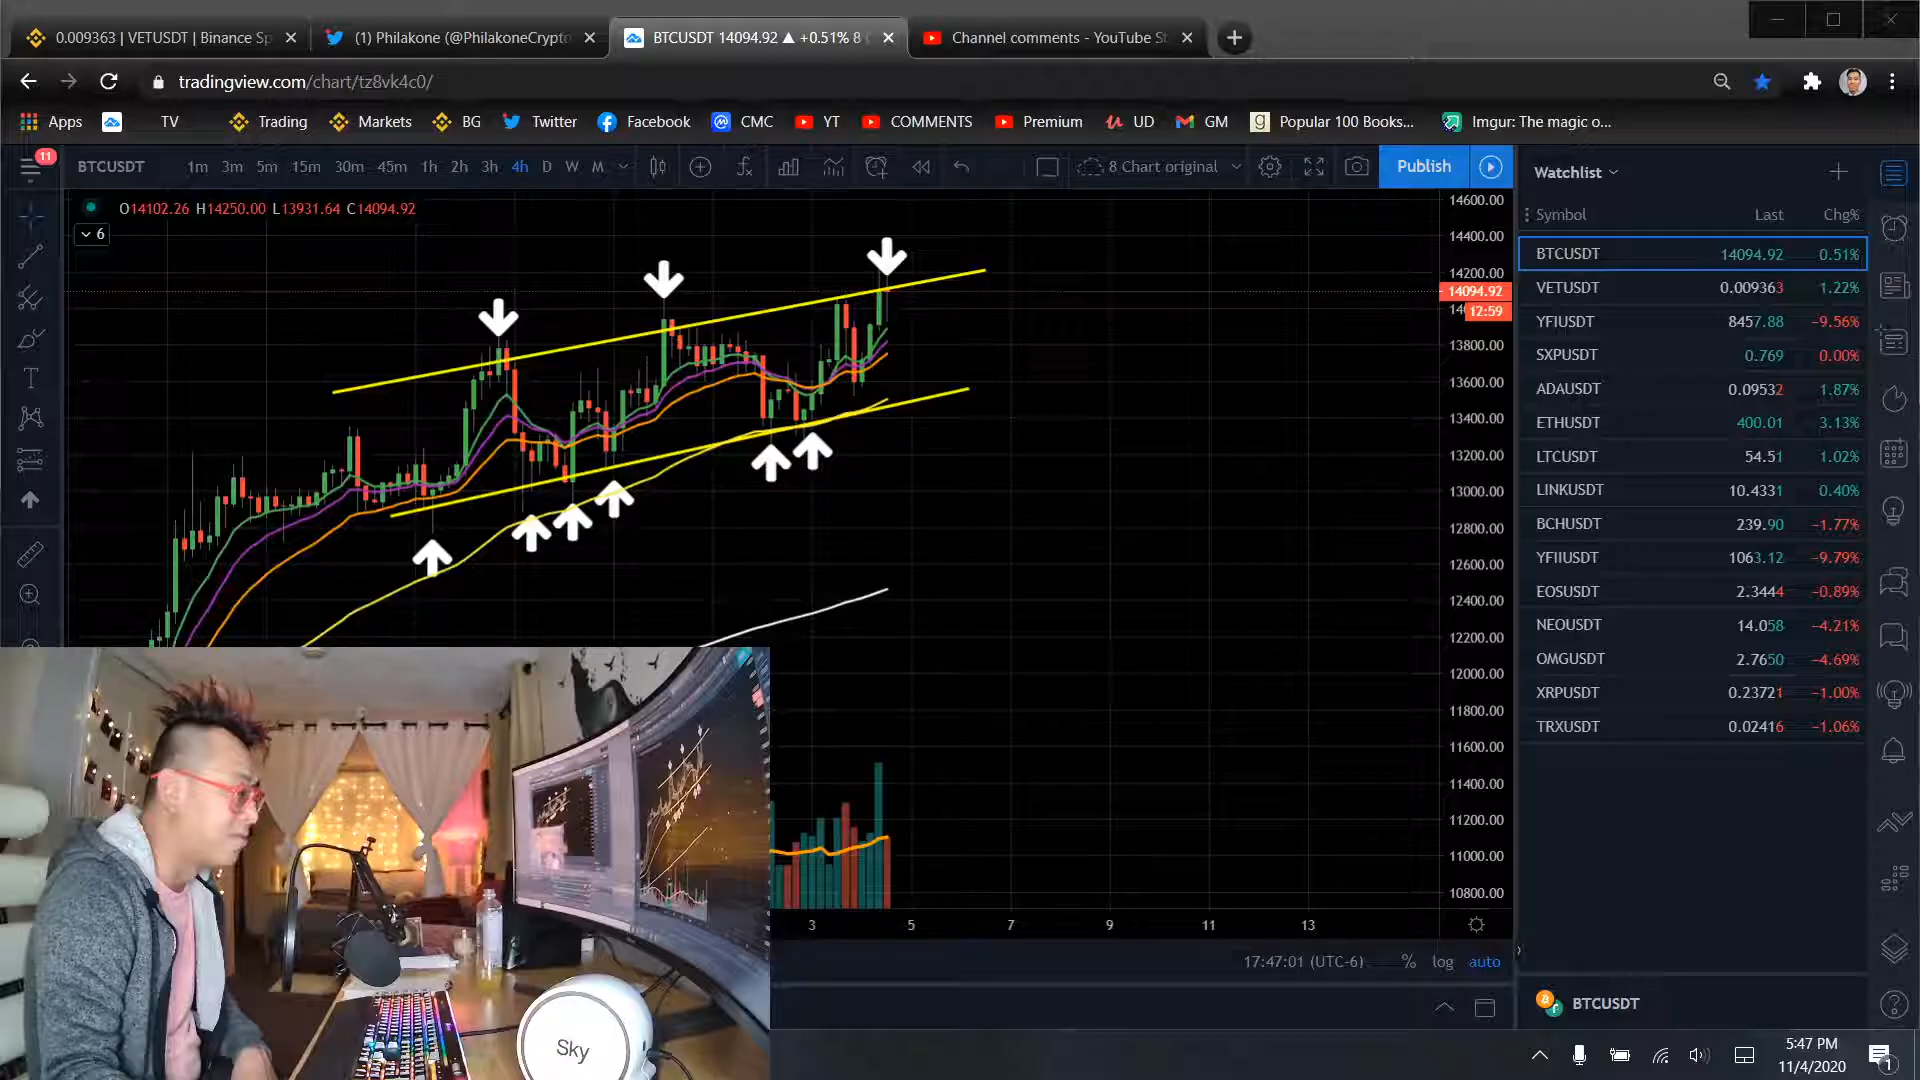 0.009363 | VETUSDT | Binance Sp
(1) Philakone (@PhilakoneCrypto
BTCUSDT 14094.92 ▲ +0.51% 8
Channel comments - YouTube St
tradingview.com/chart/tz8vk4c0/
Apps
TV
Trading
Markets
BG
Twitter
Facebook
CMC
YT
COMMENTS
Premium
UD
GM
Popular 100 Books...
Imgur: The magic o...
11
BTCUSDT
1m 3m 5m 15m 30m 45m 1h 2h 3h 4h D W M
8 Chart original
Publish
O14102.26 H14250.00 L13931.64 C14094.92
6
14600.00
14400.00
14200.00
14094.92
12:59
13800.00
13600.00
13400.00
13200.00
13000.00
12800.00
12600.00
12400.00
12200.00
12000.00
11800.00
11600.00
11400.00
11200.00
11000.00
10800.00
3 5 7 9 11 13
17:47:01 (UTC-6)
% log auto
Watchlist
Symbol Last Chg%
BTCUSDT 14094.92 0.51%
VETUSDT 0.009363 1.22%
YFIUSDT 8457.88 −9.56%
SXPUSDT 0.769 0.00%
ADAUSDT 0.09532 1.87%
ETHUSDT 400.01 3.13%
LTCUSDT 54.51 1.02%
LINKUSDT 10.4331 0.40%
BCHUSDT 239.90 −1.77%
YFIIUSDT 1063.12 −9.79%
EOSUSDT 2.3444 −0.89%
NEOUSDT 14.058 −4.21%
OMGUSDT 2.7650 −4.69%
XRPUSDT 0.23721 −1.00%
TRXUSDT 0.02416 −1.06%
BTCUSDT
Sky
5:47 PM
11/4/2020
1